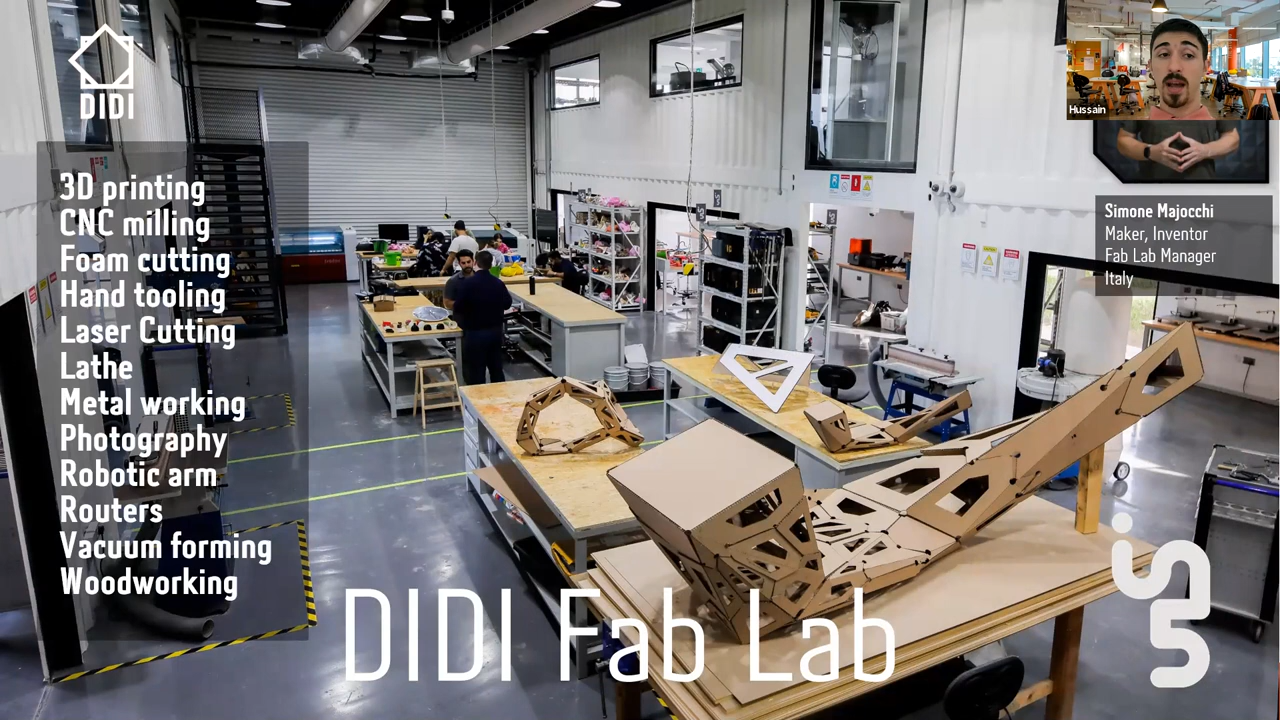 DIDI
3D printing
CNC milling
Foam cutting
Hand tooling
Laser Cutting
Lathe
Metal working
Photography
Robotic arm
Routers
Vacuum forming
Woodworking
DIDI Fab Lab
Hussain
Simone Majocchi
Maker, Inventor
Fab Lab Manager
Italy
in5